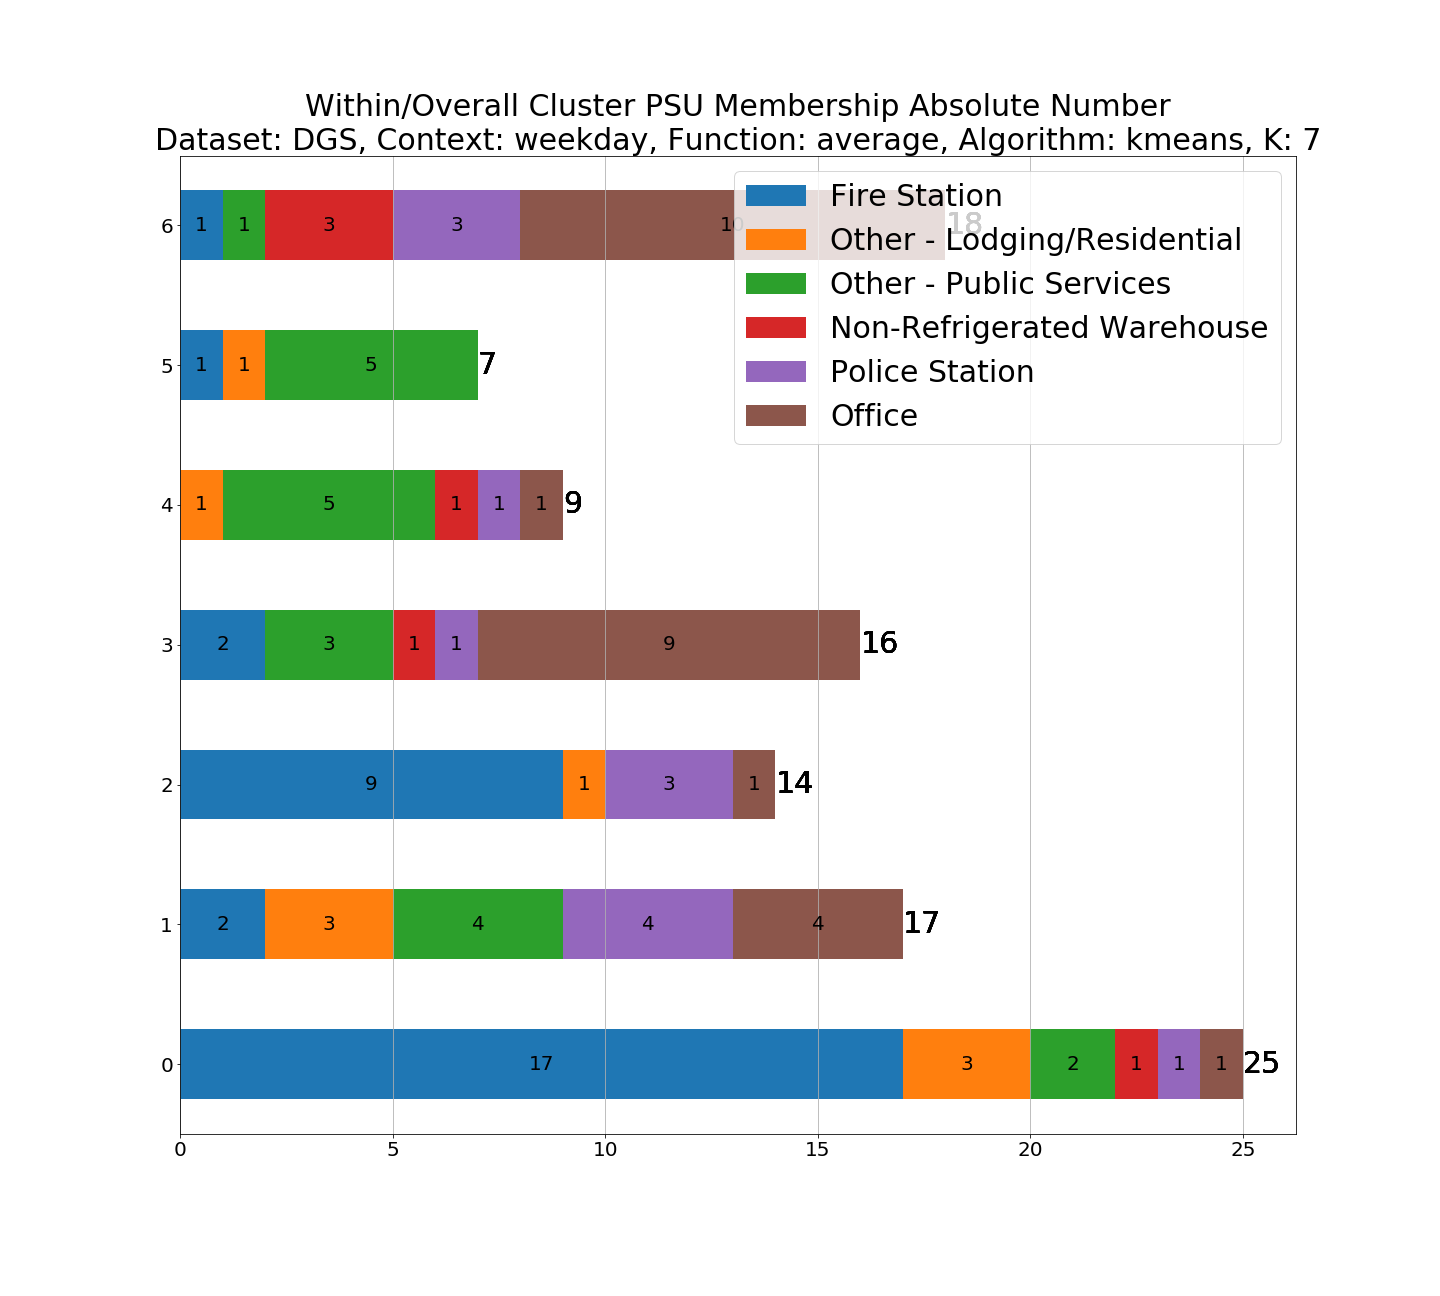 Within/Overall Cluster PSU Membership Absolute Number
Dataset: DGS, Context: weekday, Function: average, Algorithm: kmeans, K: 7
Fire Station
Other - Lodging/Residential
Other - Public Services
Non-Refrigerated Warehouse
Police Station
Office
6 1 1 3 3 10 18
5 1 1 5 7
4 1 5 1 1 1 9
3 2 3 1 1 9 16
2 9 1 3 1 14
1 2 3 4 4 4 17
0 17 3 2 1 1 1 25
0 5 10 15 20 25